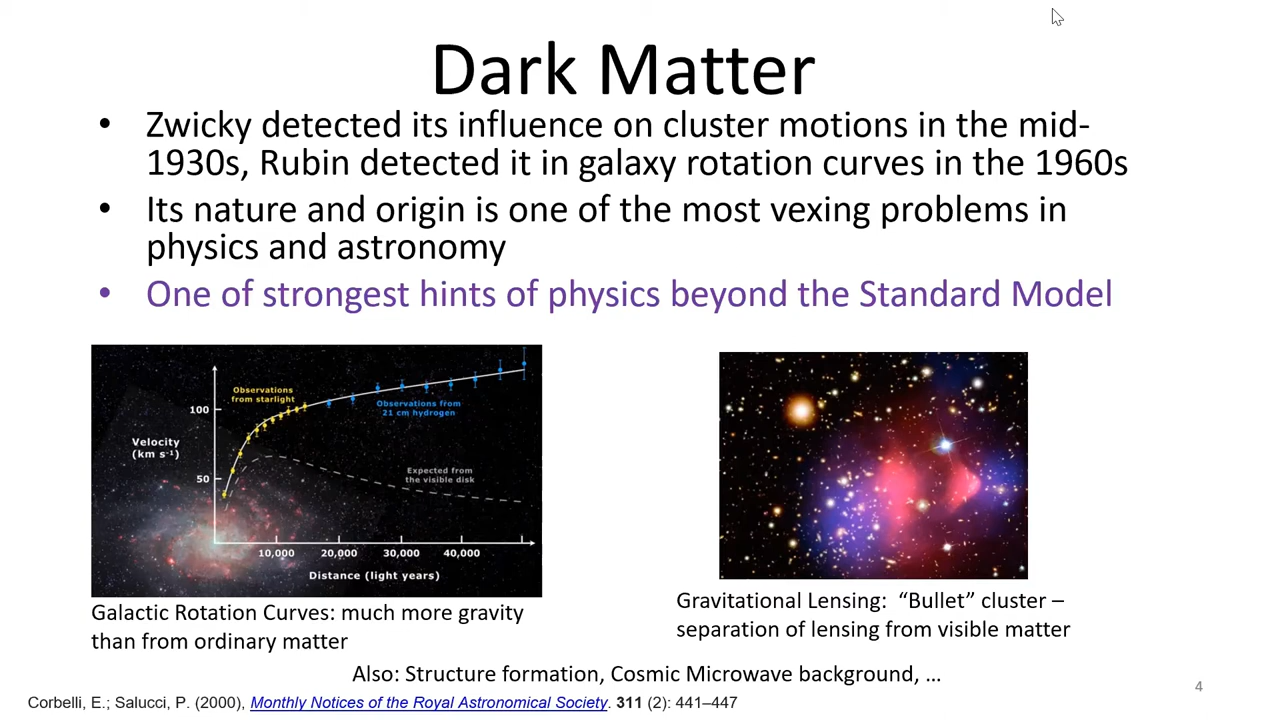 Dark Matter
• Zwicky detected its influence on cluster motions in the mid-
1930s, Rubin detected it in galaxy rotation curves in the 1960s
• Its nature and origin is one of the most vexing problems in
physics and astronomy
• One of strongest hints of physics beyond the Standard Model
Observations
from starlight
Observations from
21 cm hydrogen
100
Velocity
(km s⁻¹)
Expected from
the visible disk
50
10,000 20,000 30,000 40,000
Distance (light years)
Galactic Rotation Curves: much more gravity
than from ordinary matter
Gravitational Lensing: “Bullet” cluster –
separation of lensing from visible matter
Also: Structure formation, Cosmic Microwave background, …
4
Corbelli, E.; Salucci, P. (2000), Monthly Notices of the Royal Astronomical Society. 311 (2): 441–447